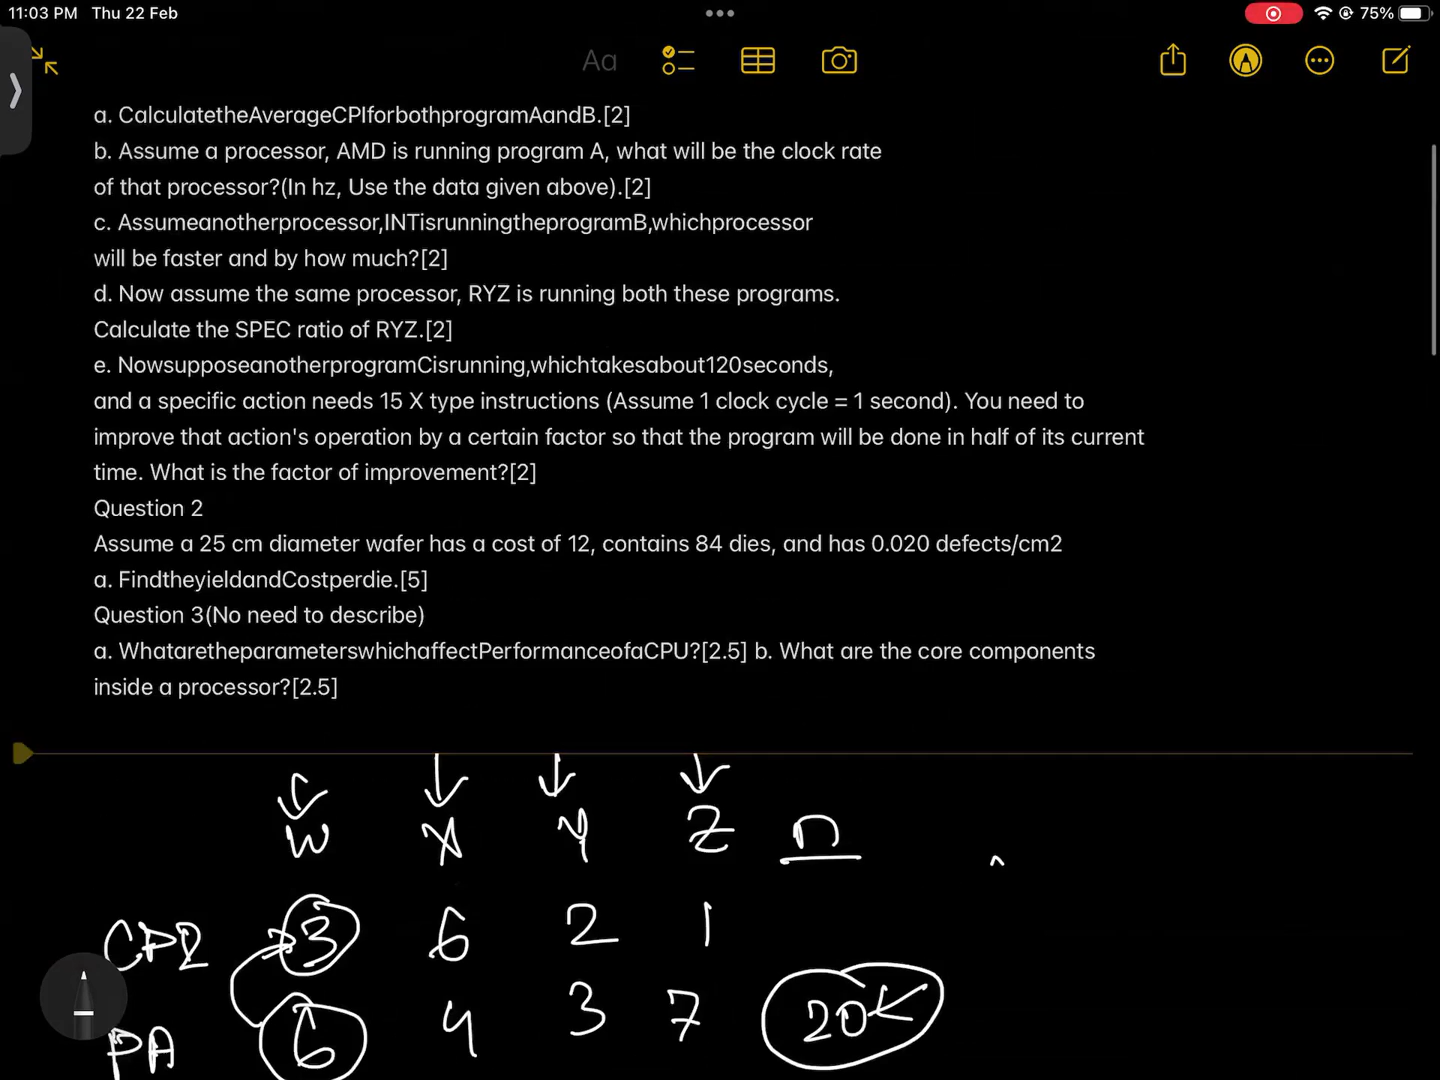 11:03 PM Thu 22 Feb
75%
Aa
a. CalculatetheAverageCPIforbothprogramAandB.[2]
b. Assume a processor, AMD is running program A, what will be the clock rate
of that processor?(In hz, Use the data given above).[2]
c. Assumeanotherprocessor,INTisrunningtheprogramB,whichprocessor
will be faster and by how much?[2]
d. Now assume the same processor, RYZ is running both these programs.
Calculate the SPEC ratio of RYZ.[2]
e. NowsupposeanotherprogramCisrunning,whichtakesabout120seconds,
and a specific action needs 15 X type instructions (Assume 1 clock cycle = 1 second). You need to
improve that action's operation by a certain factor so that the program will be done in half of its current
time. What is the factor of improvement?[2]
Question 2
Assume a 25 cm diameter wafer has a cost of 12, contains 84 dies, and has 0.020 defects/cm2
a. FindtheyieldandCostperdie.[5]
Question 3(No need to describe)
a. WhataretheparameterswhichaffectPerformanceofaCPU?[2.5] b. What are the core components
inside a processor?[2.5]
W X Y Z n
CPI 3 6 2 1
PA 6 4 3 7 20